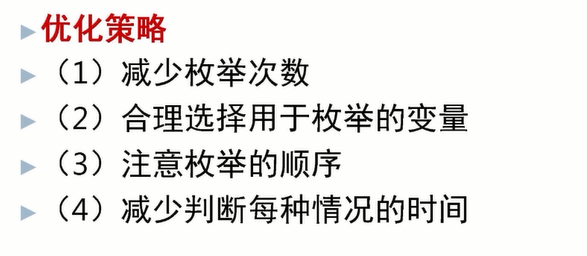 优化策略
（1）减少枚举次数
（2）合理选择用于枚举的变量
（3）注意枚举的顺序
（4）减少判断每种情况的时间